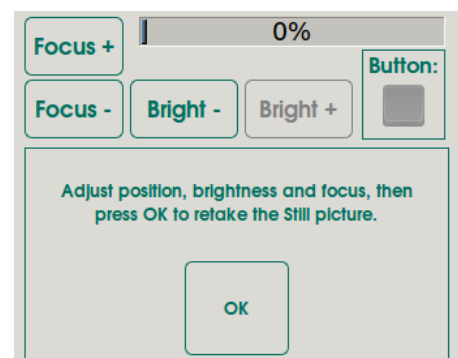 Focus +
0%
Button:
Focus -
Bright -
Bright +
Adjust position, brightness and focus, then
press OK to retake the Still picture.
OK